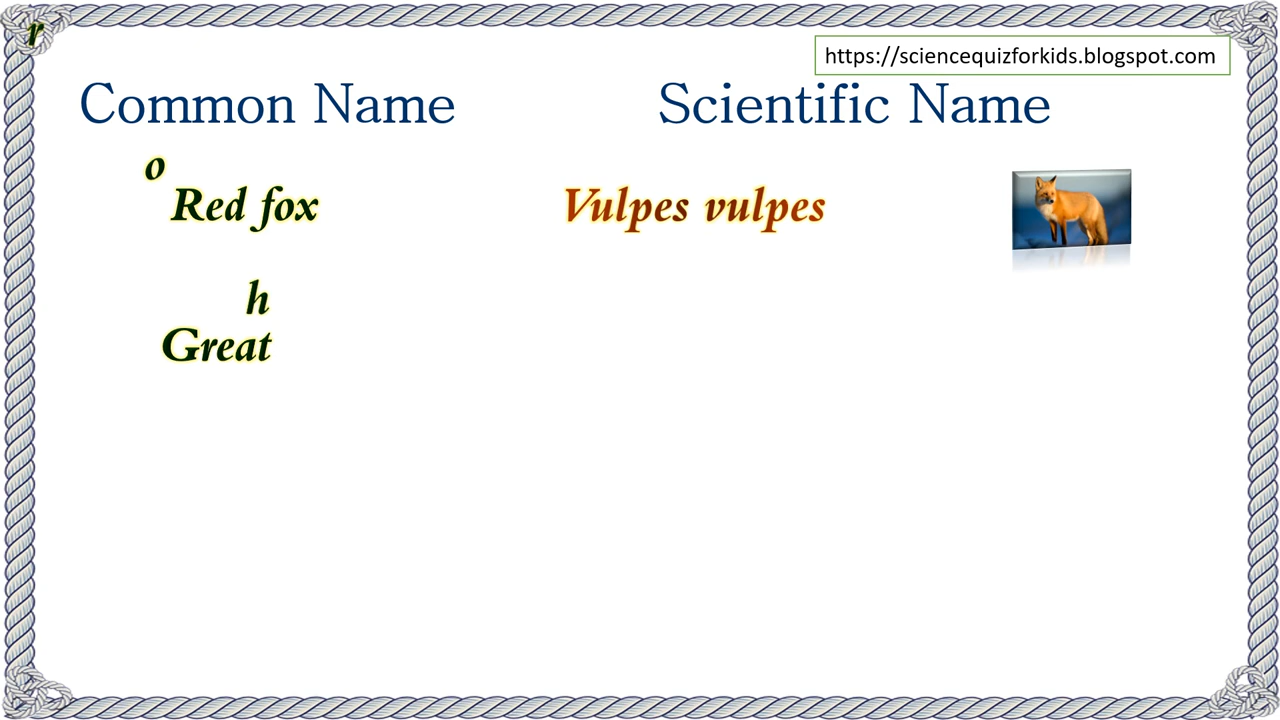 r
https://sciencequizforkids.blogspot.com
Common Name Scientific Name
o
Red fox Vulpes vulpes
h
Great